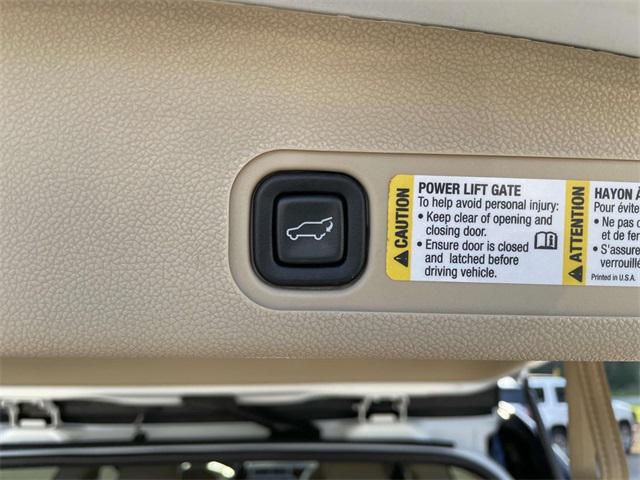 CAUTION
POWER LIFT GATE
To help avoid personal injury:
• Keep clear of opening and
closing door.
• Ensure door is closed
and latched before
driving vehicle.
ATTENTION
HAYON
Pour évite
• Ne pas
et de
• S'assure
verrouillé
Printed in U.S.A.